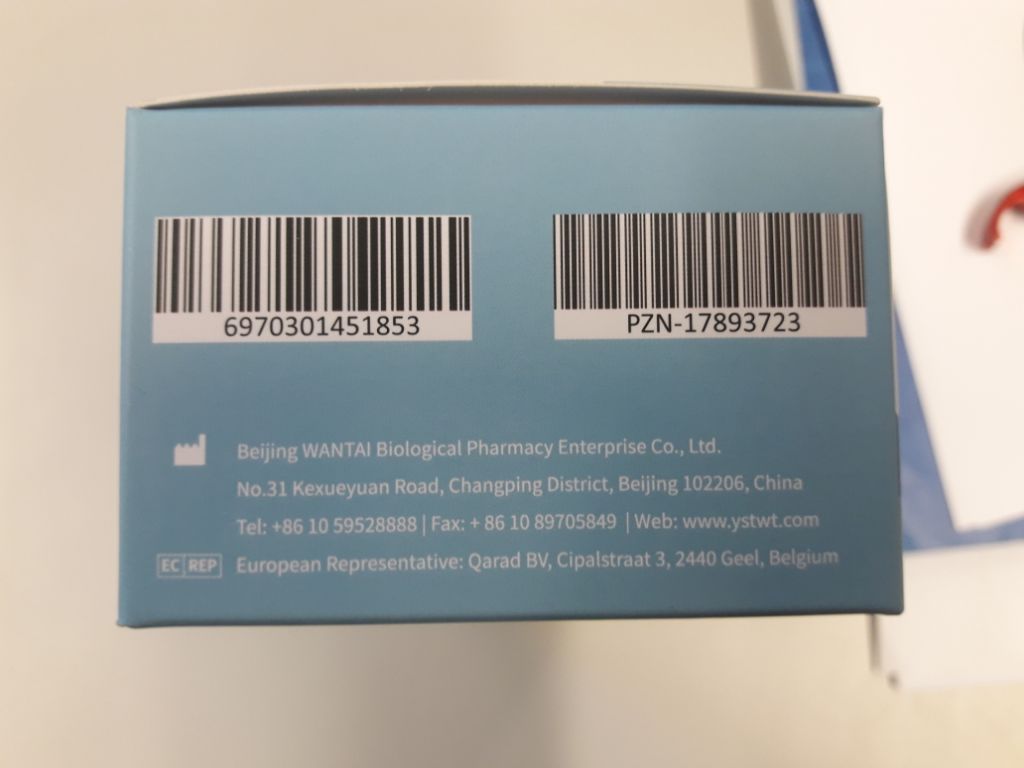 6970301451853
PZN-17893723
Beijing WANTAI Biological Pharmacy Enterprise Co., Ltd.
No.31 Kexueyuan Road, Changping District, Beijing 102206, China
Tel: +86 10 59528888 | Fax: + 86 10 89705849 | Web: www.ystwt.com
EC REP European Representative: Qarad BV, Cipalstraat 3, 2440 Geel, Belgium